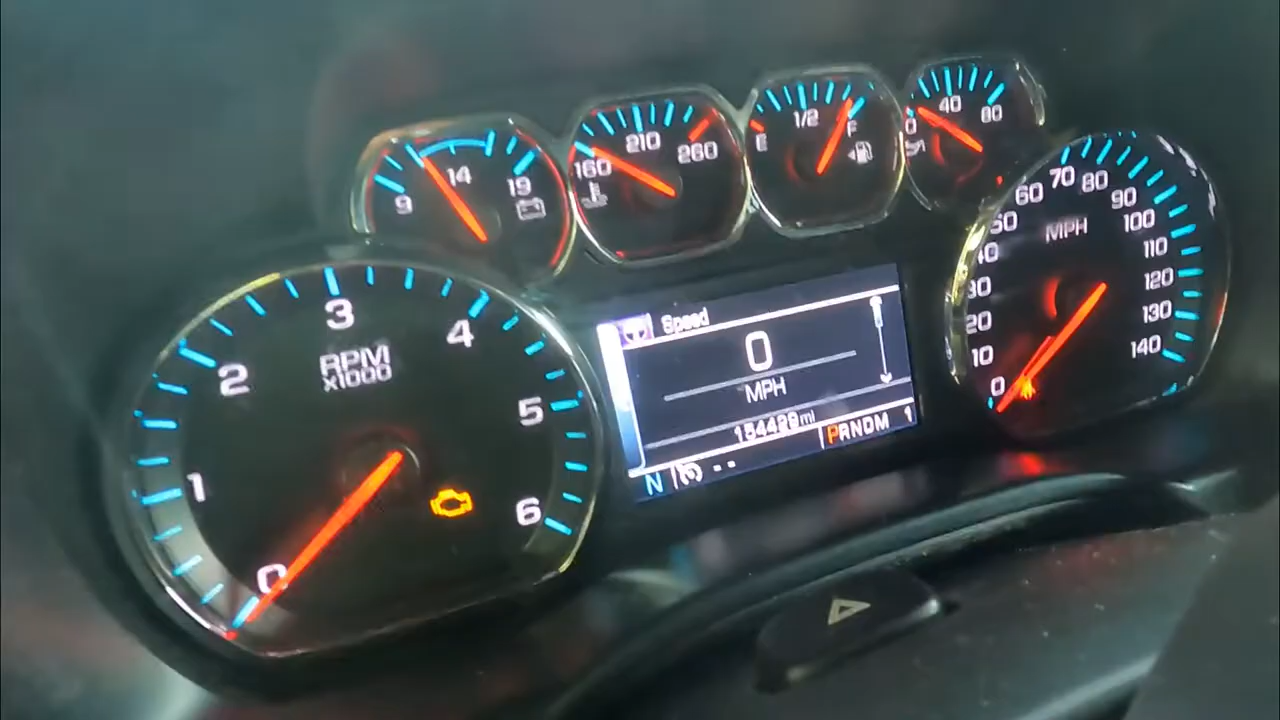 9 14 19
160 210 260
E 1/2 F
0 40 80
0 1 2 3 4 5 6
RPM
x1000
Speed
0
MPH
154429 mi
PRNDM 1
N
--
0 10 20 30 40 50 60 70 80 90 100 110 120 130 140
MPH